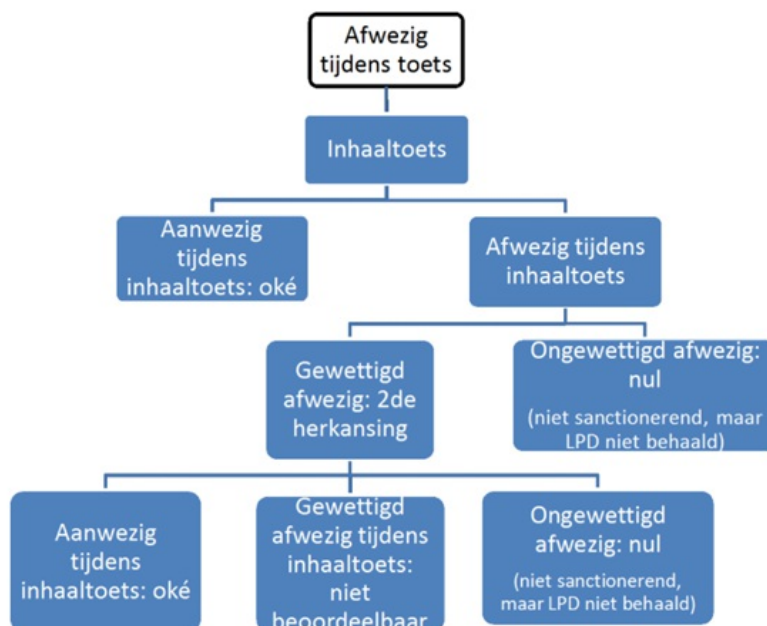 Afwezig
tijdens toets
Inhaaltoets
Aanwezig
tijdens
inhaaltoets: oké
Afwezig tijdens
inhaaltoets
Gewettigd
afwezig: 2de
herkansing
Ongewettigd afwezig:
nul
(niet sanctionerend, maar
LPD niet behaald)
Aanwezig
tijdens
inhaaltoets: oké
Gewettigd
afwezig tijdens
inhaaltoets:
niet
beoordeelbaar
Ongewettigd
afwezig: nul
(niet sanctionerend,
maar LPD niet behaald)